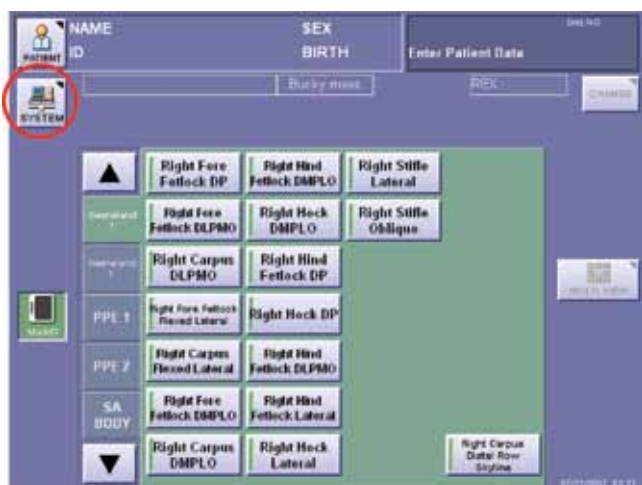 NAME
SEX
ID
BIRTH
Enter Patient Data
PATIENT
SYSTEM
REX
CHANGE
Right Fore
Fetlock DP
Right Hind
Fetlock DMPLO
Right Stifle
Lateral
Right Fore
Fetlock DLPMO
Right Hock
DMPLO
Right Stifle
Oblique
Right Carpus
DLPMO
Right Hind
Fetlock DP
PPE 1
Right Fore Fetlock
Flexed Lateral
Right Hock DP
PPE 2
Right Carpus
Flexed Lateral
Right Hind
Fetlock DLPMO
SA
BODY
Right Fore
Fetlock DMPLO
Right Hind
Fetlock Lateral
Right Carpus
DMPLO
Right Hock
Lateral
Right Carpus
Distal Row
Skyline